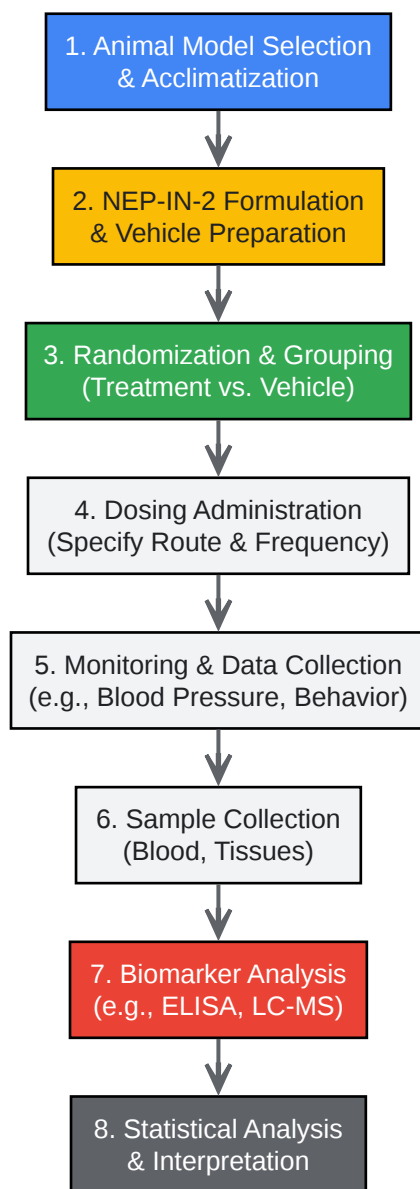 1. Animal Model Selection
& Acclimatization
2. NEP-IN-2 Formulation
& Vehicle Preparation
3. Randomization & Grouping
(Treatment vs. Vehicle)
4. Dosing Administration
(Specify Route & Frequency)
5. Monitoring & Data Collection
(e.g., Blood Pressure, Behavior)
6. Sample Collection
(Blood, Tissues)
7. Biomarker Analysis
(e.g., ELISA, LC-MS)
8. Statistical Analysis
& Interpretation